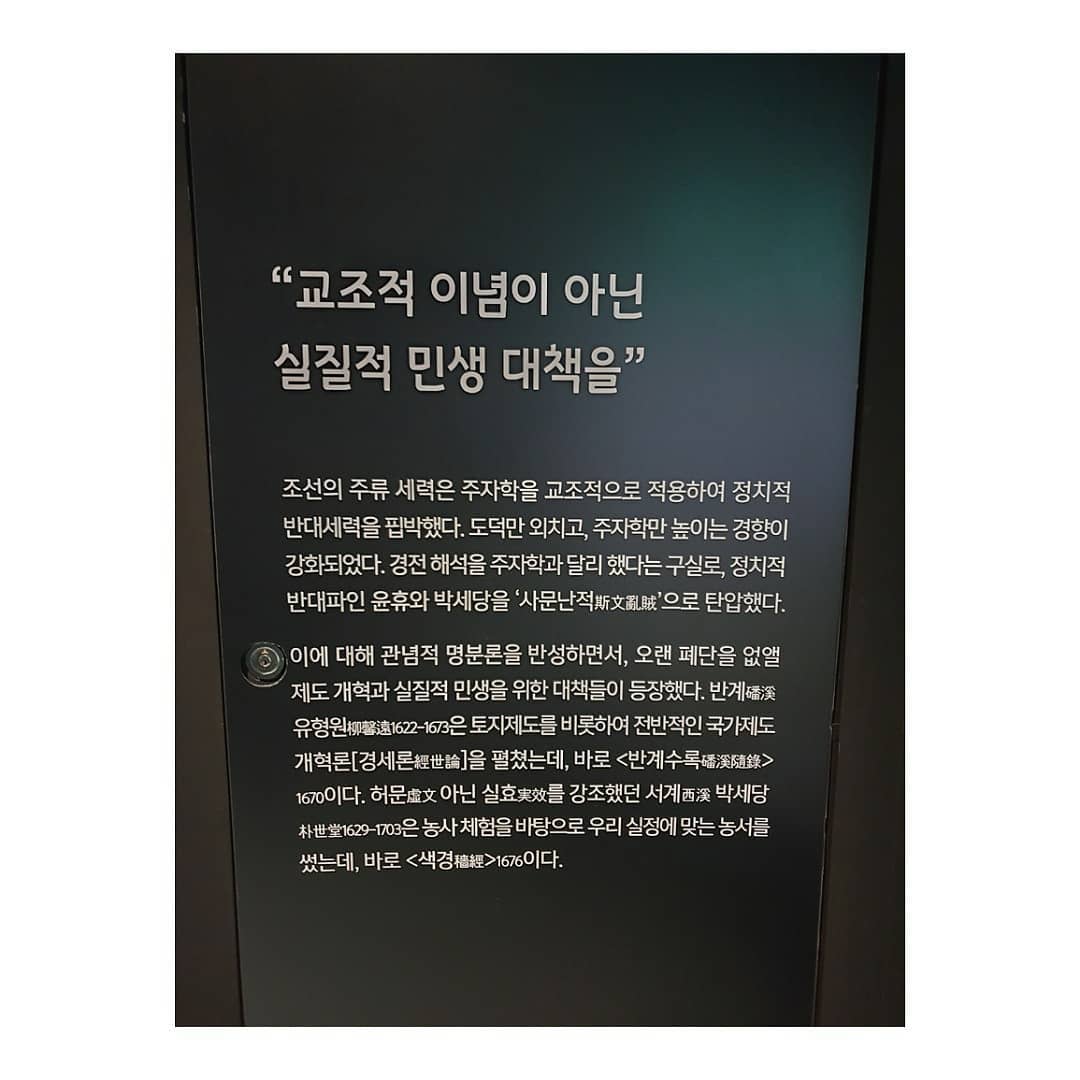 “교조적 이념이 아닌
실질적 민생 대책을”
조선의 주류 세력은 주자학을 교조적으로 적용하여 정치적
반대세력을 핍박했다. 도덕만 외치고, 주자학만 높이는 경향이
강화되었다. 경전 해석을 주자학과 달리 했다는 구실로, 정치적
반대파인 윤휴와 박세당을 ‘사문난적斯文亂賊’으로 탄압했다.
이에 대해 관념적 명분론을 반성하면서, 오랜 폐단을 없앨
제도 개혁과 실질적 민생을 위한 대책들이 등장했다. 반계磻溪
유형원柳馨遠1622-1673은 토지제도를 비롯하여 전반적인 국가제도
개혁론[경세론經世論]을 펼쳤는데, 바로 <반계수록磻溪隨錄>
1670이다. 허문虛文 아닌 실효実效를 강조했던 서계西溪 박세당
朴世堂1629-1703은 농사 체험을 바탕으로 우리 실정에 맞는 농서를
썼는데, 바로 <색경穡經>1676이다.